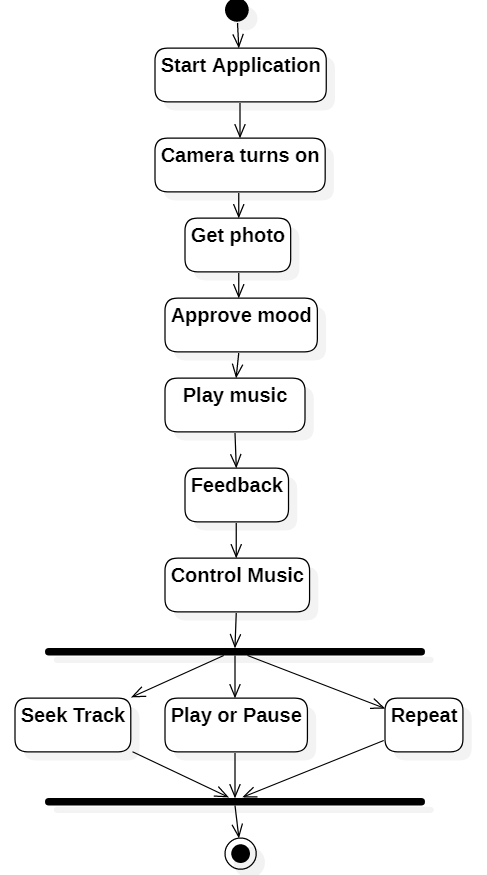 Start Application
Camera turns on
Get photo
Approve mood
Play music
Feedback
Control Music
Seek Track
Play or Pause
Repeat